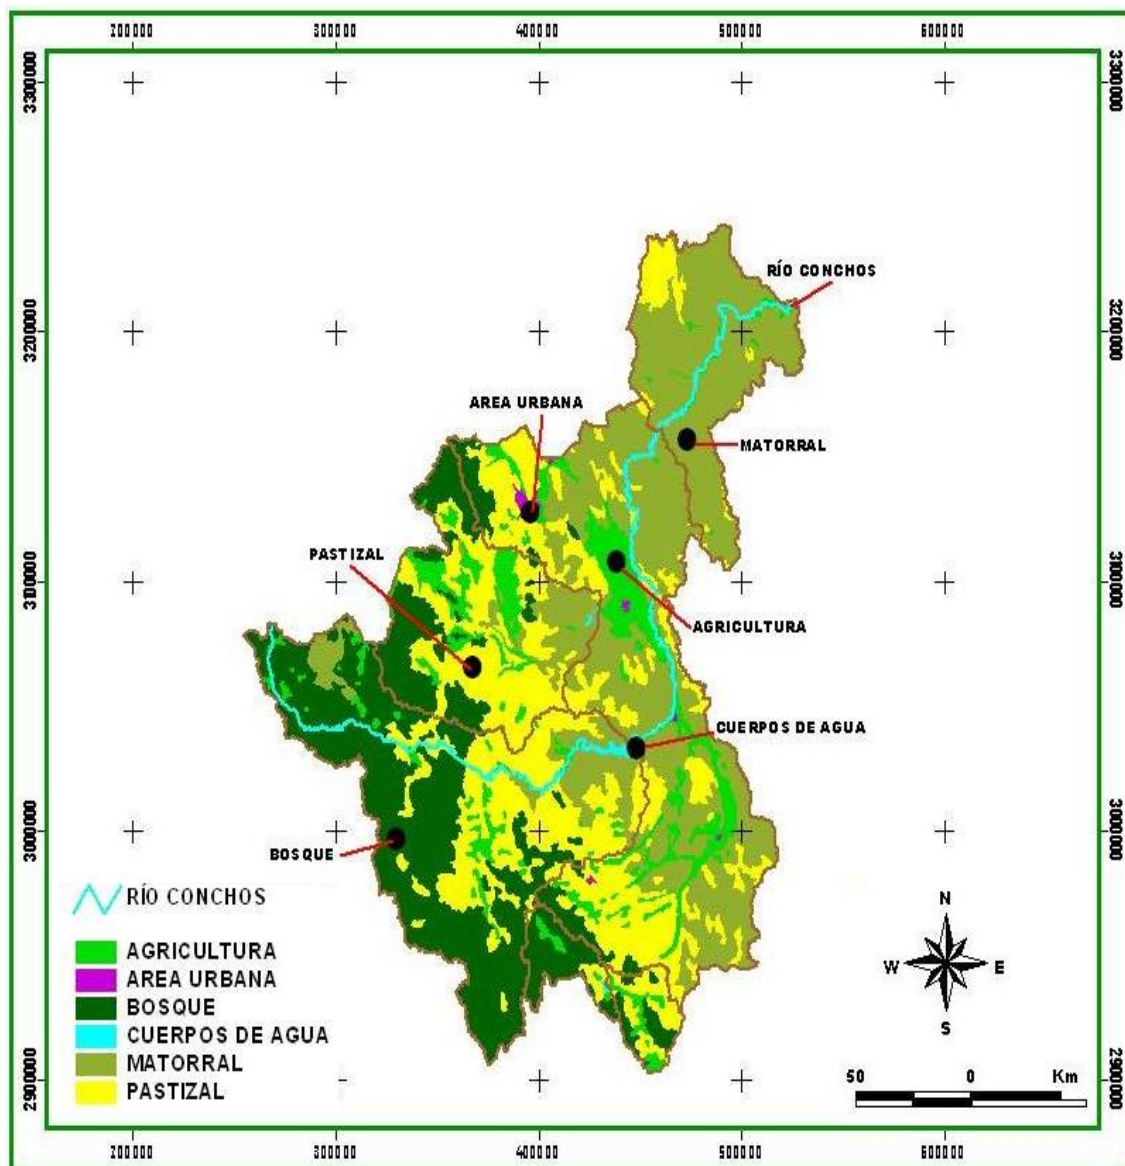 200000 300000 400000 500000 600000
3300000 3300000
RÍO CONCHOS
3200000 3200000
AREA URBANA
MATORRAL
PASTIZAL
3100000 3100000
AGRICULTURA
CUERPOS DE AGUA
3000000 3000000
BOSQUE
RÍO CONCHOS
N
AGRICULTURA
AREA URBANA
W E
BOSQUE
S
CUERPOS DE AGUA
MATORRAL
50 0 Km
2900000 2900000
PASTIZAL
200000 300000 400000 500000 600000